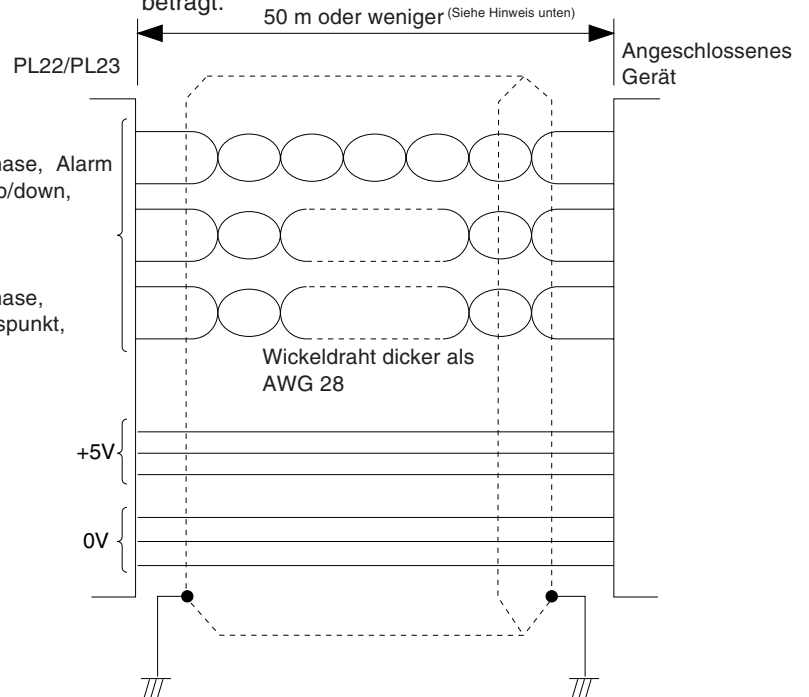 beträgt.
50 m oder weniger (Siehe Hinweis unten)
PL22/PL23
Angeschlossenes
Gerät
Alarm
/down,
Wickeldraht dicker als
AWG 28
+5V
0V